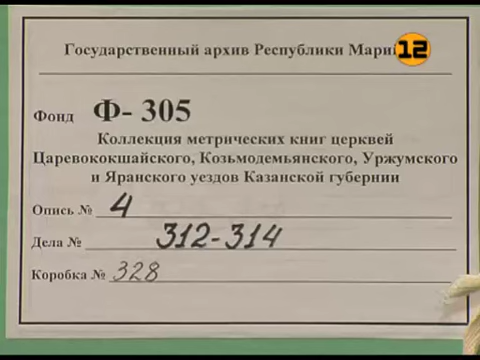 Государственный архив Республики Марий
12
Фонд Ф- 305
Коллекция метрических книг церквей
Царевококшайского, Козьмодемьянского, Уржумского
и Яранского уездов Казанской губернии
Опись № 4
Дела № 312-314
Коробка № 328